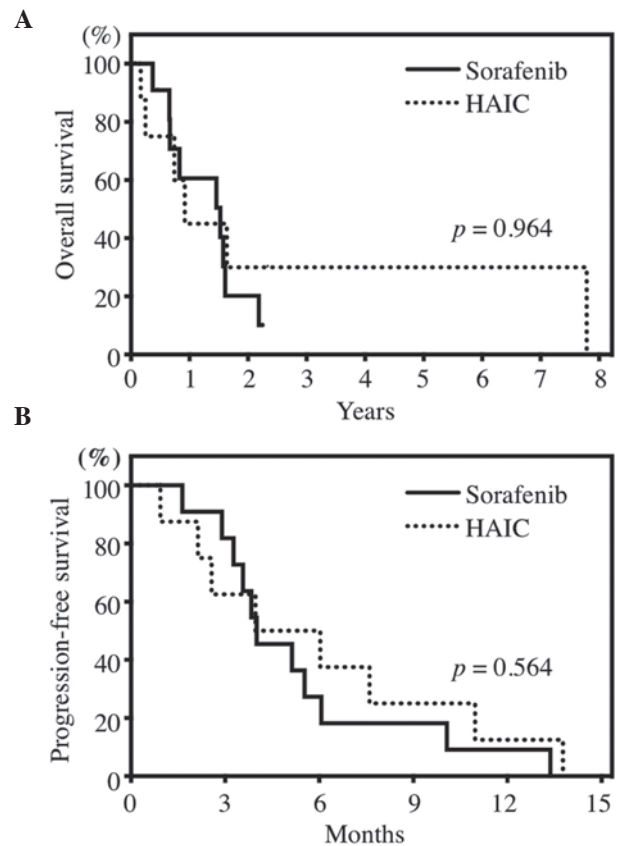 A
(%)
100
80
60
40
20
0
Overall survival
Sorafenib
HAIC
p = 0.964
0 1 2 3 4 5 6 7 8
Years
B
(%)
100
80
60
40
20
0
Progression-free survival
Sorafenib
HAIC
p = 0.564
0 3 6 9 12 15
Months